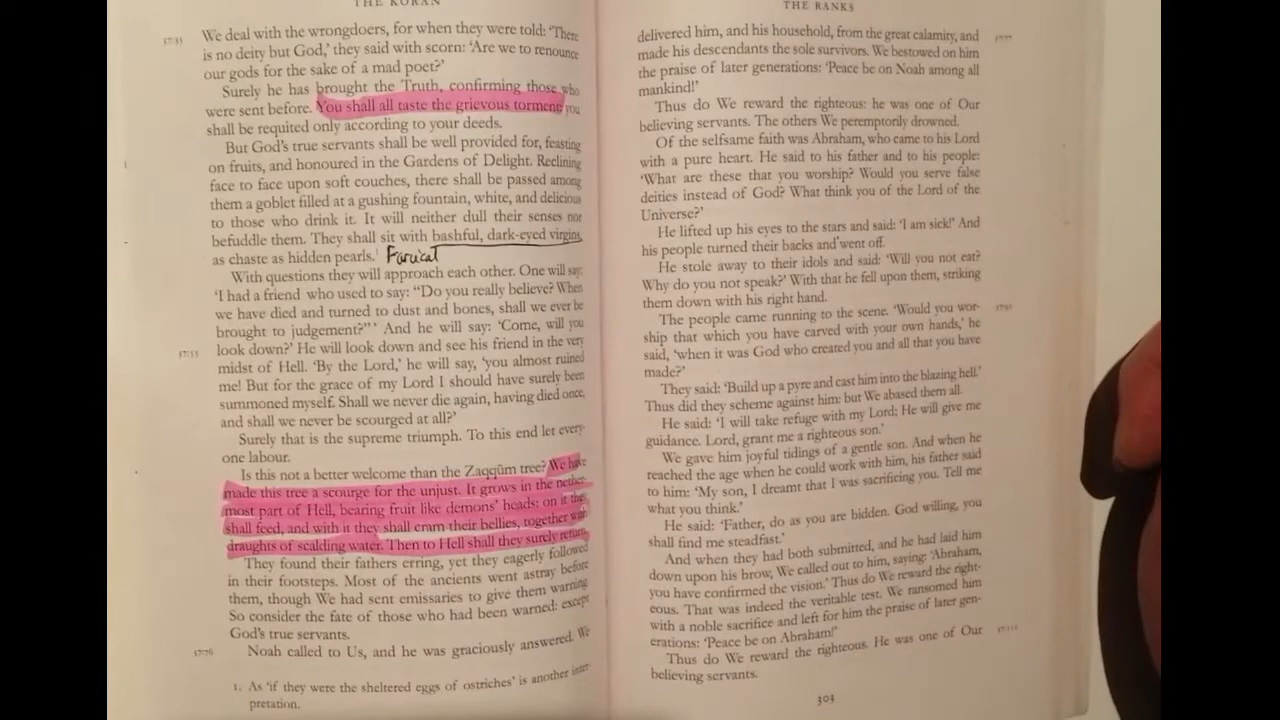 THE KORAN
37:35
We deal with the wrongdoers, for when they were told: 'There
is no deity but God,' they said with scorn: 'Are we to renounce
our gods for the sake of a mad poet?'
Surely he has brought the Truth, confirming those who
were sent before. You shall all taste the grievous torment: you
shall be requited only according to your deeds.
But God's true servants shall be well provided for, feasting
on fruits, and honoured in the Gardens of Delight. Reclining
face to face upon soft couches, there shall be passed among
them a goblet filled at a gushing fountain, white, and delicious
to those who drink it. It will neither dull their senses nor
befuddle them. They shall sit with bashful, dark-eyed virgins,
as chaste as hidden pearls.¹
With questions they will approach each other. One will say:
'I had a friend who used to say: "Do you really believe? When
we have died and turned to dust and bones, shall we ever be
brought to judgement?"' And he will say: 'Come, will you
37:55
look down?' He will look down and see his friend in the very
midst of Hell. 'By the Lord,' he will say, 'you almost ruined
me! But for the grace of my Lord I should have surely been
summoned myself. Shall we never die again, having died once,
and shall we never be scourged at all?'
Surely that is the supreme triumph. To this end let every-
one labour.
Is this not a better welcome than the Zaqqūm tree? We have
made this tree a scourge for the unjust. It grows in the nether-
most part of Hell, bearing fruit like demons' heads: on it they
shall feed, and with it they shall cram their bellies, together with
draughts of scalding water. Then to Hell shall they surely return.
They found their fathers erring, yet they eagerly followed
in their footsteps. Most of the ancients went astray before
them, though We had sent emissaries to give them warning
So consider the fate of those who had been warned: except
God's true servants.
37:76
Noah called to Us, and he was graciously answered. We
1. As 'if they were the sheltered eggs of ostriches' is another inter-
pretation.
THE RANKS
delivered him, and his household, from the great calamity, and
37:77
made his descendants the sole survivors. We bestowed on him
the praise of later generations: 'Peace be on Noah among all
mankind!'
Thus do We reward the righteous: he was one of Our
believing servants. The others We peremptorily drowned.
Of the selfsame faith was Abraham, who came to his Lord
with a pure heart. He said to his father and to his people:
'What are these that you worship? Would you serve false
deities instead of God? What think you of the Lord of the
Universe?'
He lifted up his eyes to the stars and said: 'I am sick!' And
his people turned their backs and went off.
He stole away to their idols and said: 'Will you not eat?
Why do you not speak?' With that he fell upon them, striking
them down with his right hand.
The people came running to the scene. 'Would you wor-
ship that which you have carved with your own hands,' he
said, 'when it was God who created you and all that you have
made?'
They said: 'Build up a pyre and cast him into the blazing hell.'
Thus did they scheme against him: but We abased them all.
He said: 'I will take refuge with my Lord; He will give me
guidance. Lord, grant me a righteous son.'
We gave him joyful tidings of a gentle son. And when he
reached the age when he could work with him, his father said
to him: 'My son, I dreamt that I was sacrificing you. Tell me
what you think.'
He said: 'Father, do as you are bidden. God willing, you
shall find me steadfast.'
And when they had both submitted, and he had laid him
down upon his brow, We called out to him, saying: 'Abraham,
you have confirmed the vision.' Thus do We reward the right-
eous. That was indeed the veritable test. We ransomed him
with a noble sacrifice and left for him the praise of later gen-
erations: 'Peace be on Abraham!'
Thus do We reward the righteous. He was one of Our
believing servants.
303